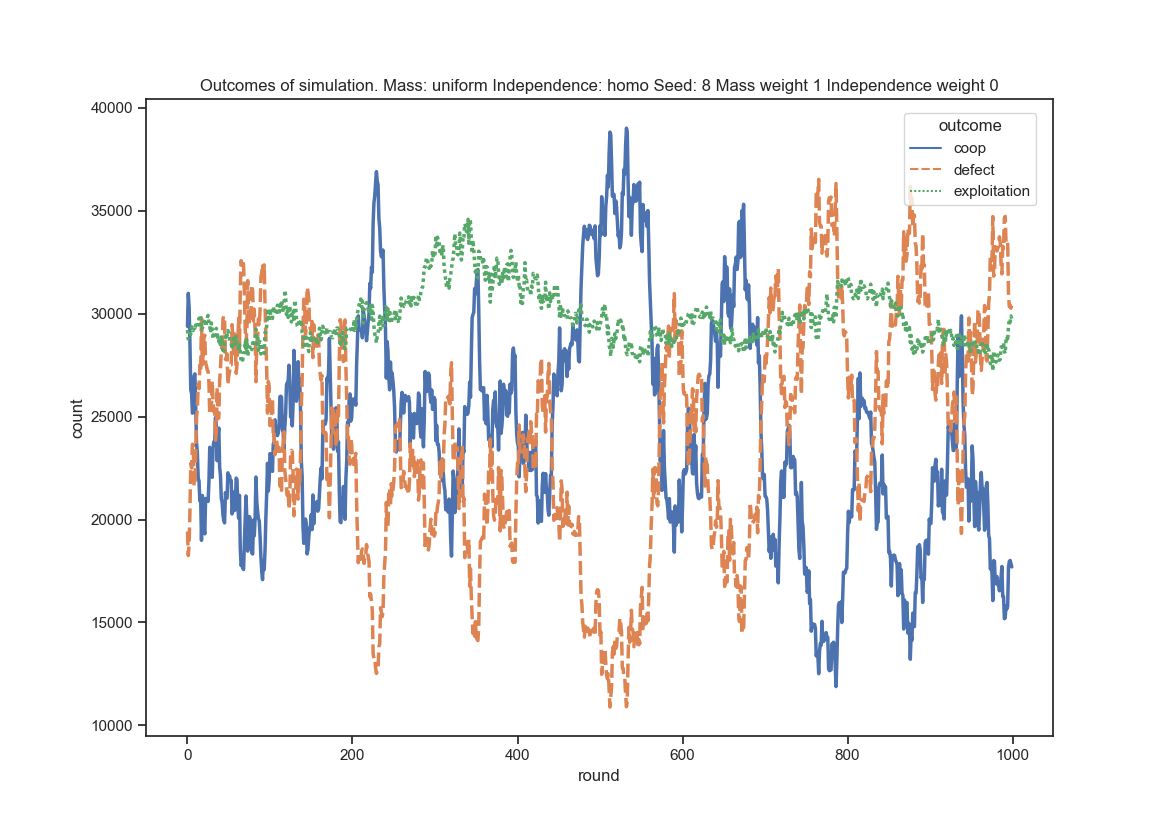 Outcomes of simulation. Mass: uniform Independence: homo Seed: 8 Mass weight 1 Independence weight 0
outcome
coop
defect
exploitation
count
40000
35000
30000
25000
20000
15000
10000
0 200 400 600 800 1000
round